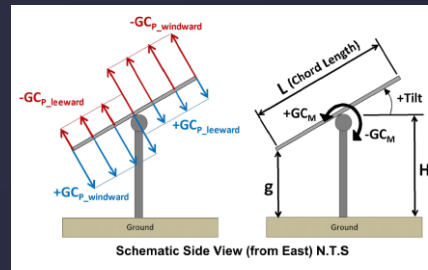 -GCP_windward
-GCP_leeward
+GCP_leeward
+GCP_windward
Ground
L (Chord Length)
+Tilt
+GCM
-GCM
g
H
Ground
Schematic Side View (from East) N.T.S